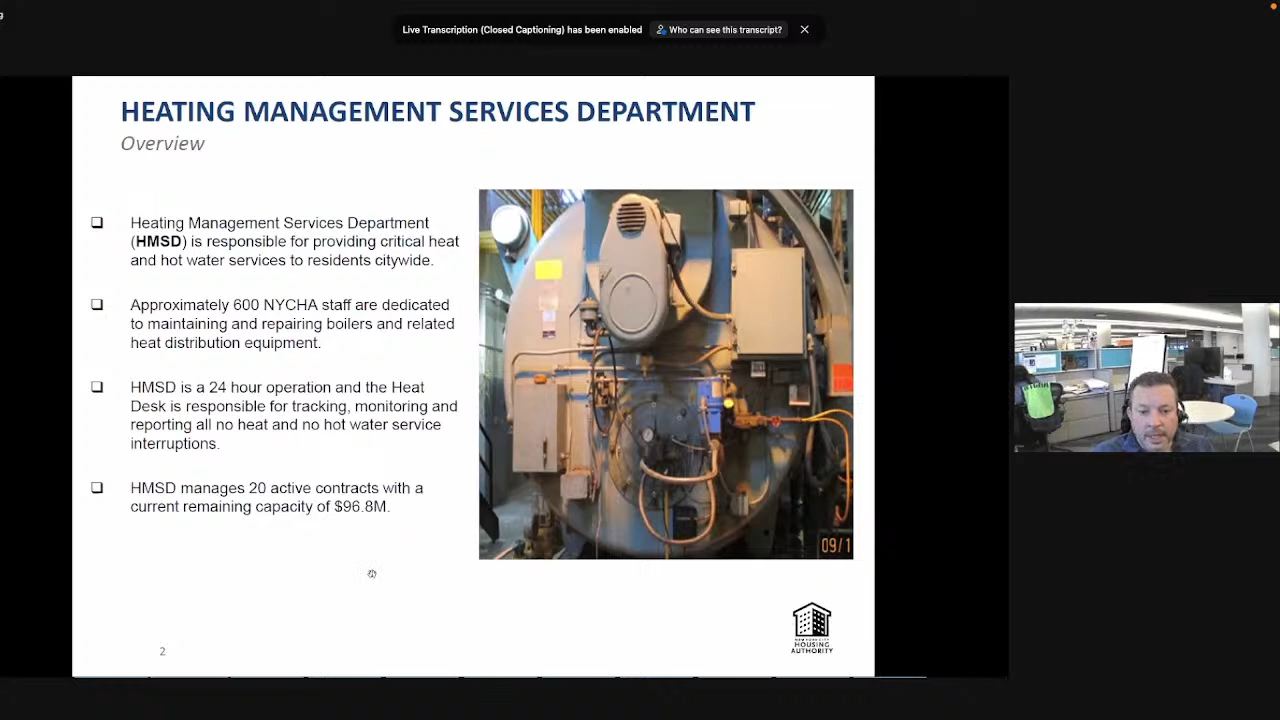 Live Transcription (Closed Captioning) has been enabled
Who can see this transcript?
HEATING MANAGEMENT SERVICES DEPARTMENT
Overview
Heating Management Services Department
(HMSD) is responsible for providing critical heat
and hot water services to residents citywide.
Approximately 600 NYCHA staff are dedicated
to maintaining and repairing boilers and related
heat distribution equipment.
HMSD is a 24 hour operation and the Heat
Desk is responsible for tracking, monitoring and
reporting all no heat and no hot water service
interruptions.
HMSD manages 20 active contracts with a
current remaining capacity of $96.8M.
09/1
NEW YORK CITY
HOUSING
AUTHORITY
2